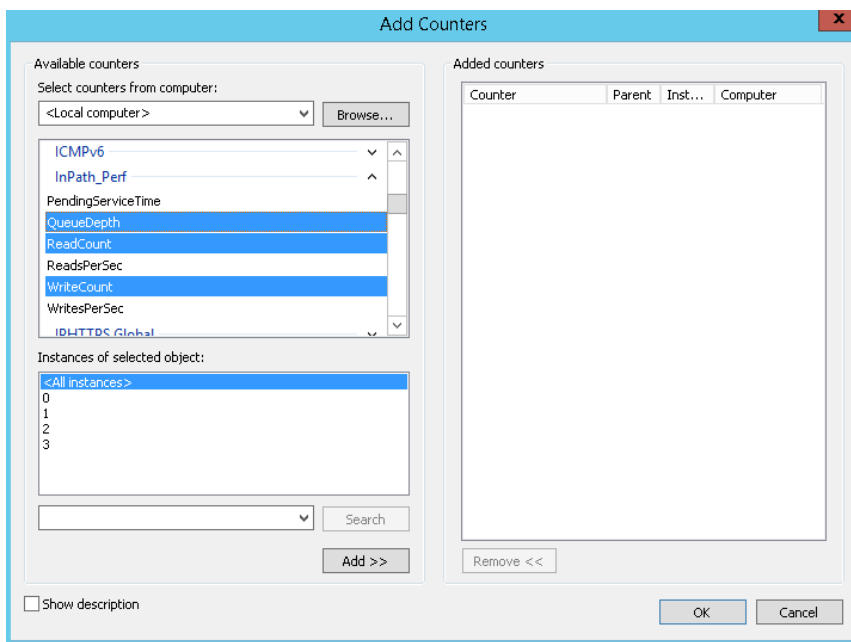 Add Counters
x
Available counters
Select counters from computer:
<Local computer>
Browse...
ICMPv6
InPath_Perf
PendingServiceTime
QueueDepth
ReadCount
ReadsPerSec
WriteCount
WritesPerSec
IPHTTPS Global
Instances of selected object:
<All instances>
0
1
2
3
Search
Add >>
Show description
Added counters
Counter Parent Inst... Computer
Remove <<
OK Cancel